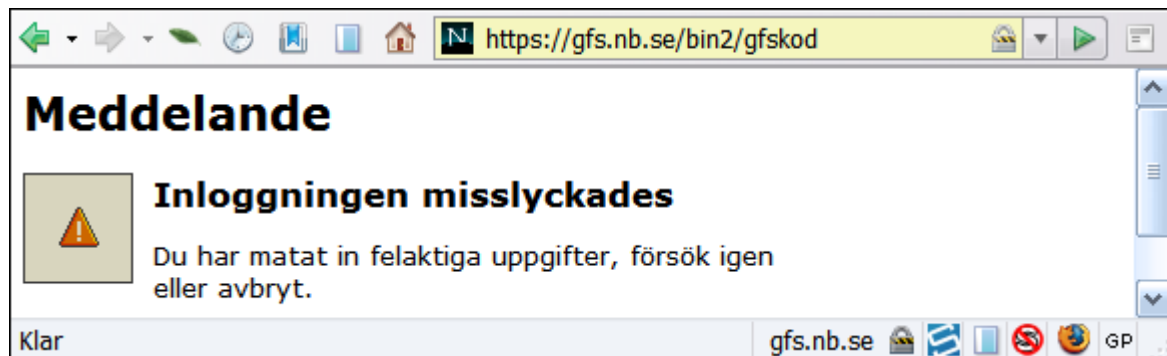 N https://gfs.nb.se/bin2/gfskod
Meddelande
Inloggningen misslyckades
Du har matat in felaktiga uppgifter, försök igen
eller avbryt.
Klar gfs.nb.se GP